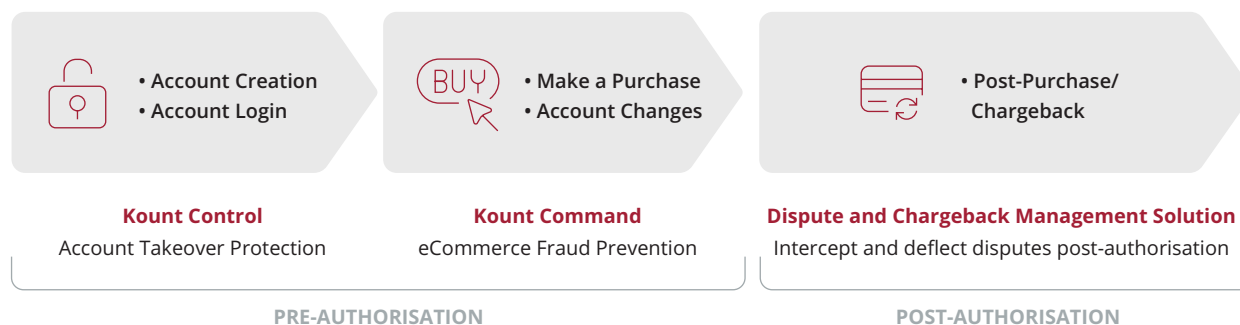 • Account Creation
• Account Login
BUY
• Make a Purchase
• Account Changes
• Post-Purchase/
Chargeback
Kount Control
Account Takeover Protection
Kount Command
eCommerce Fraud Prevention
Dispute and Chargeback Management Solution
Intercept and deflect disputes post-authorisation
PRE-AUTHORISATION
POST-AUTHORISATION